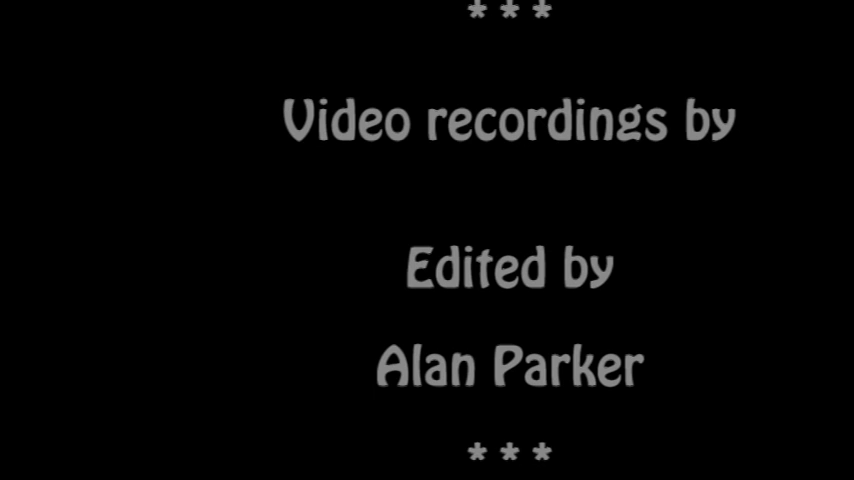 * * *
Video recordings by
Edited by
Alan Parker
* * *